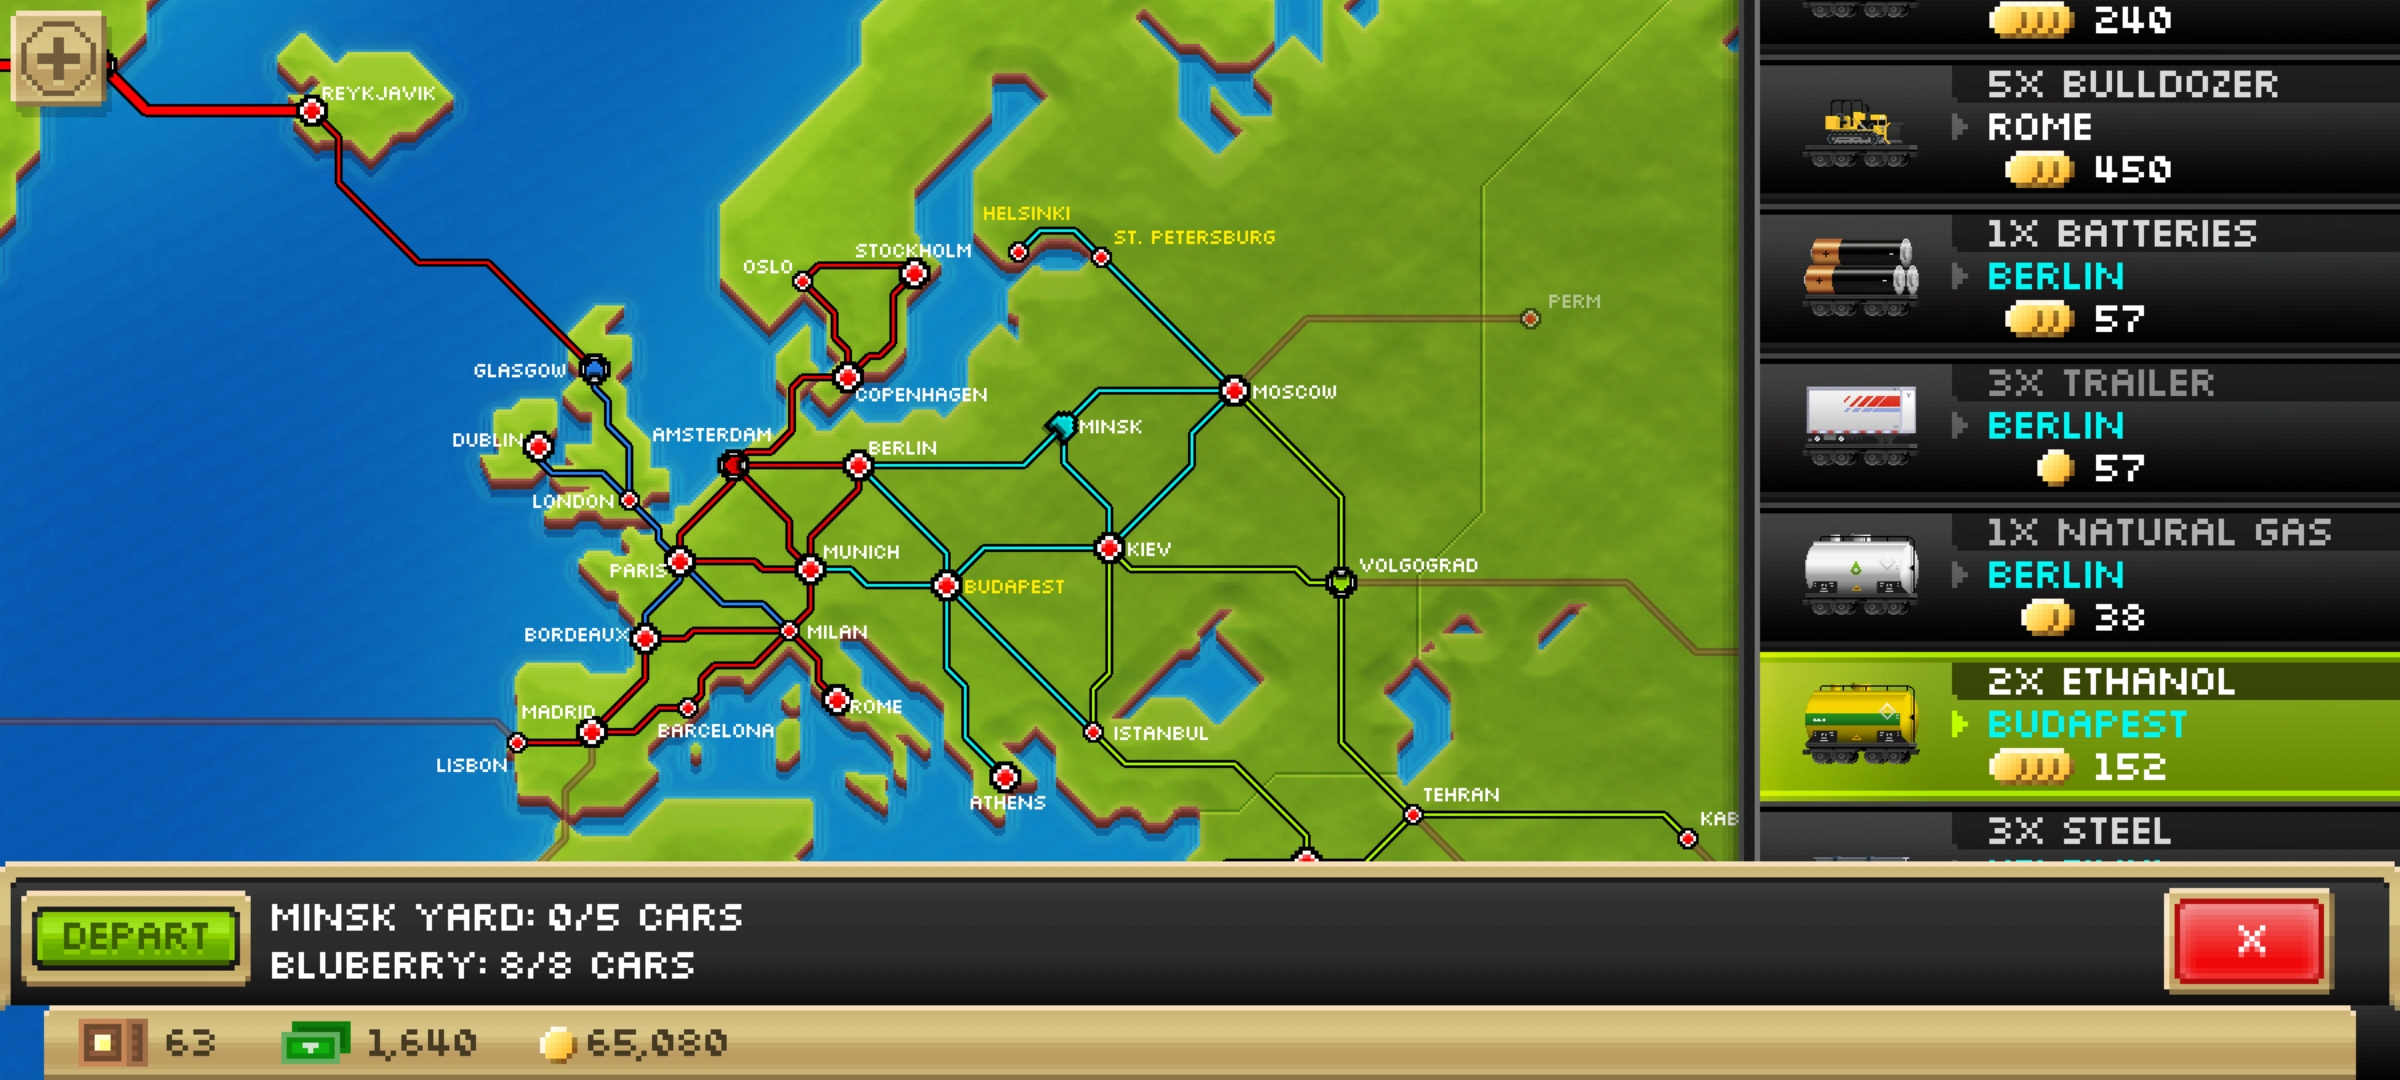 REYKJAVIK
HELSINKI
ST. PETERSBURG
STOCKHOLM
OSLO
PERM
GLASGOW
COPENHAGEN
MOSCOW
MINSK
AMSTERDAM
DUBLIN
BERLIN
LONDON
MUNICH
KIEV
PARIS
BUDAPEST
VOLGOGRAD
BORDEAUX
MILAN
MADRID
ROME
BARCELONA
ISTANBUL
LISBON
ATHENS
TEHRAN
KAB
240
5X BULLDOZER
ROME
450
1X BATTERIES
BERLIN
57
3X TRAILER
BERLIN
57
1X NATURAL GAS
BERLIN
38
2X ETHANOL
BUDAPEST
152
3X STEEL
DEPART
MINSK YARD: 0/5 CARS
BLUBERRY: 8/8 CARS
X
63
1,640
65,080